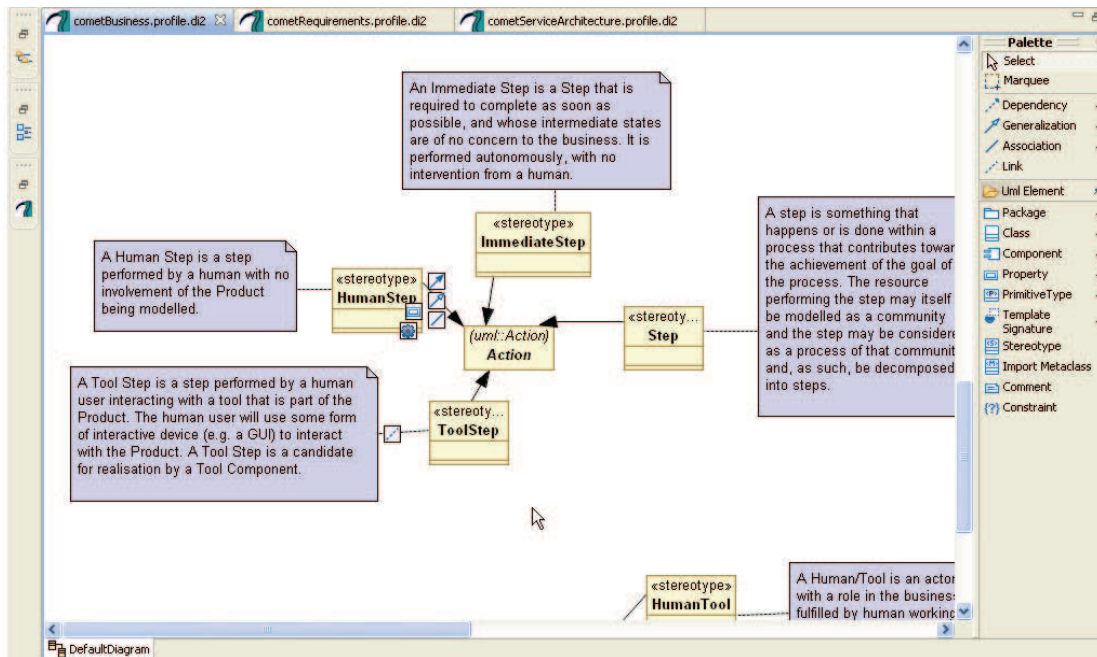 cometBusiness.profile.di2
cometRequirements.profile.di2
cometServiceArchitecture.profile.di2
An Immediate Step is a Step that is
required to complete as soon as
possible, and whose intermediate states
are of no concern to the business. It is
performed autonomously, with no
intervention from a human.
«stereotype»
ImmediateStep
A Human Step is a step
performed by a human with no
involvement of the Product
being modelled.
«stereotype»
HumanStep
(uml::Action)
Action
«stereoty...
Step
A step is something that
happens or is done within a
process that contributes towar
the achievement of the goal of
the process. The resource
performing the step may itself
be modelled as a community
and the step may be considere
as a process of that communit
and, as such, be decomposed
into steps.
A Tool Step is a step performed by a human
user interacting with a tool that is part of the
Product. The human user will use some form
of interactive device (e.g. a GUI) to interact
with the Product. A Tool Step is a candidate
for realisation by a Tool Component.
«stereoty...
ToolStep
«stereotype»
HumanTool
A Human/Tool is an actor
with a role in the business
fulfilled by human working
DefaultDiagram
Palette
Select
Marquee
Dependency
Generalization
Association
Link
Uml Element
Package
Class
Component
Property
PrimitiveType
Template
Signature
Stereotype
Import Metaclass
Comment
{?} Constraint